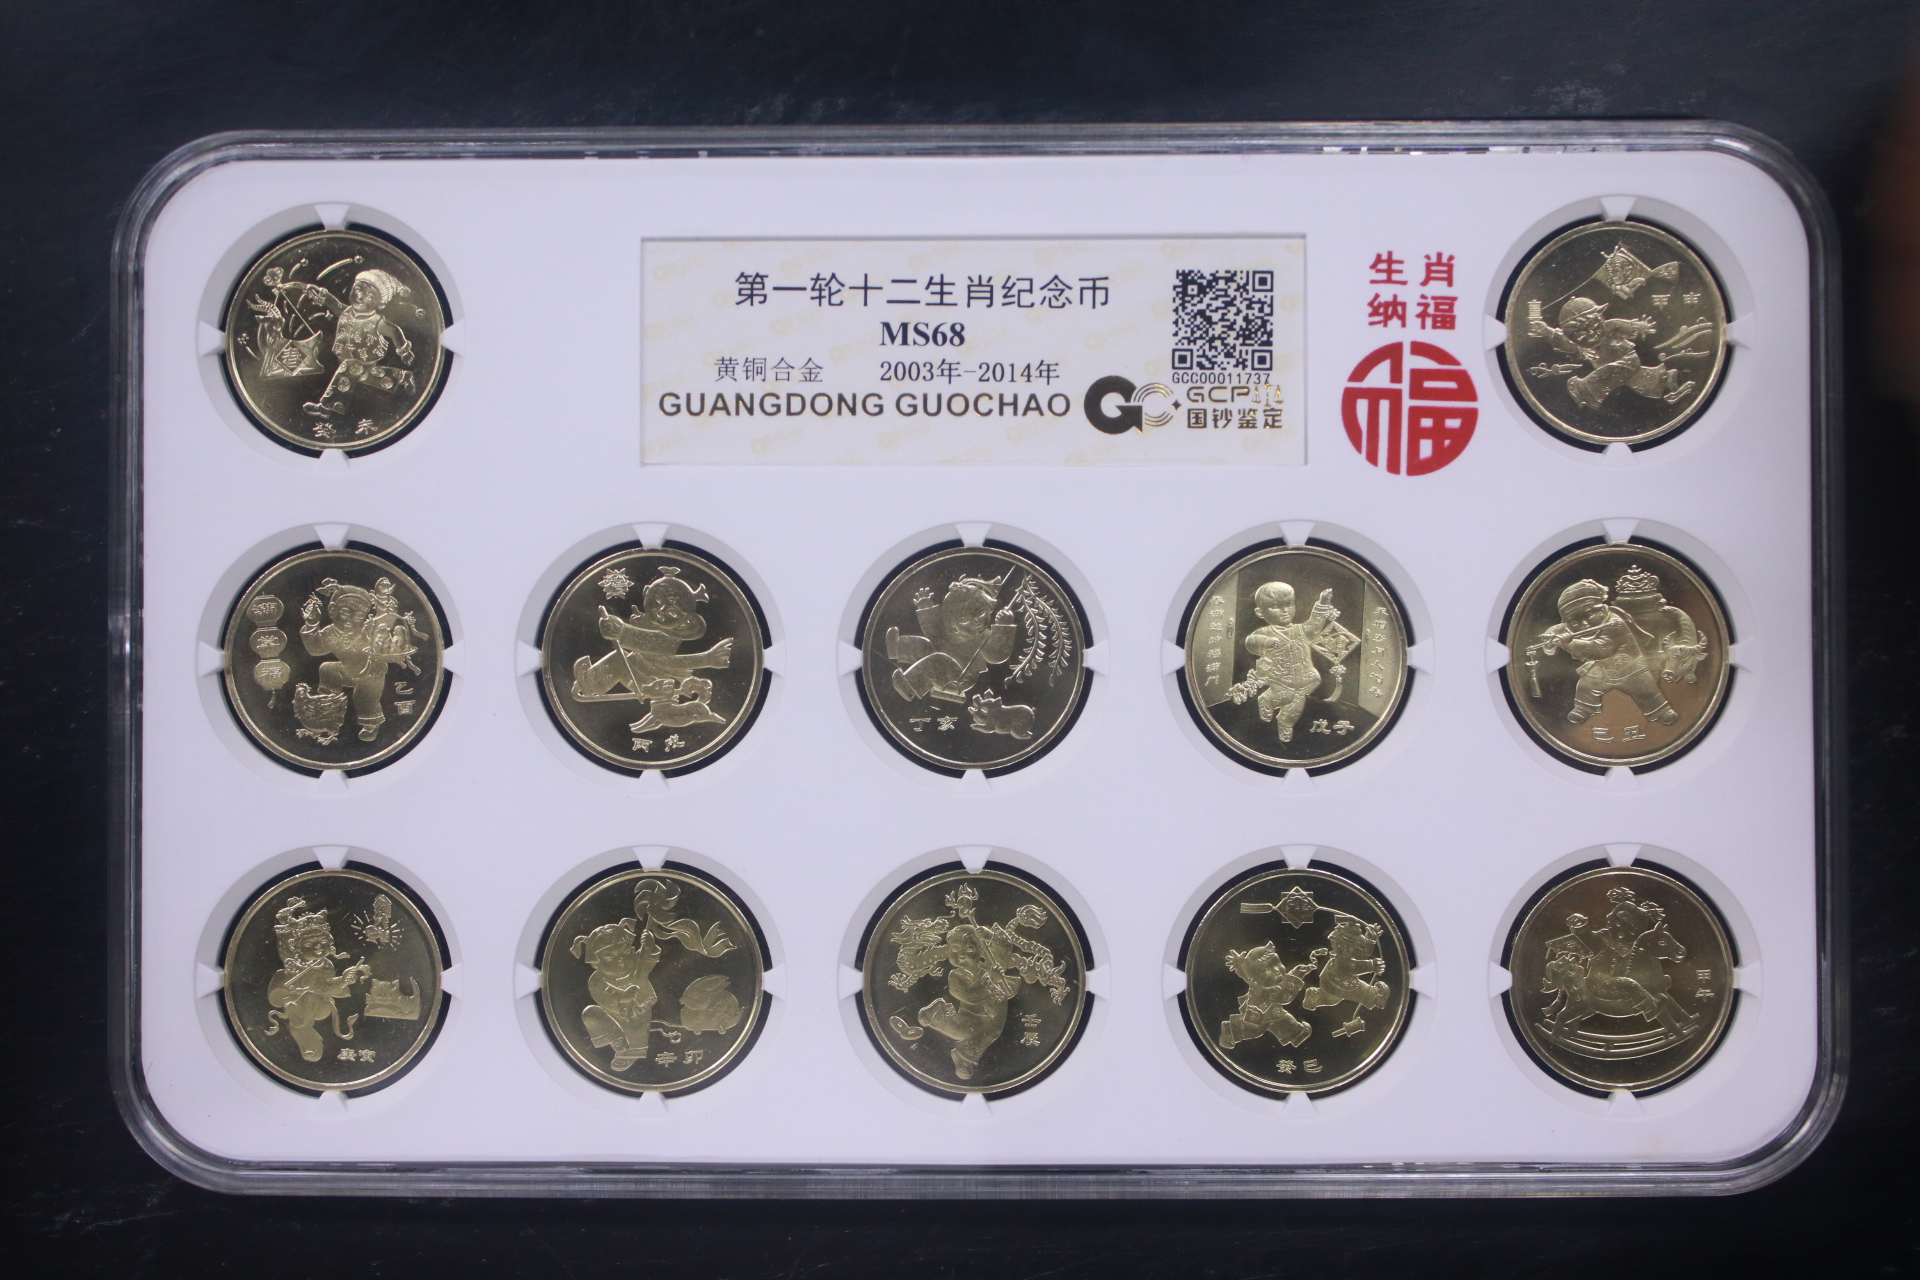 第一轮十二生肖纪念币
MS68
黄铜合金 2003年-2014年
GUANGDONG GUOCHAO
GCC00011737
GC
国钞鉴定
生肖
纳福
福
癸未
甲申
乙酉
丙戌
丁亥
戊子
己丑
庚寅
辛卯
壬辰
癸巳
甲午